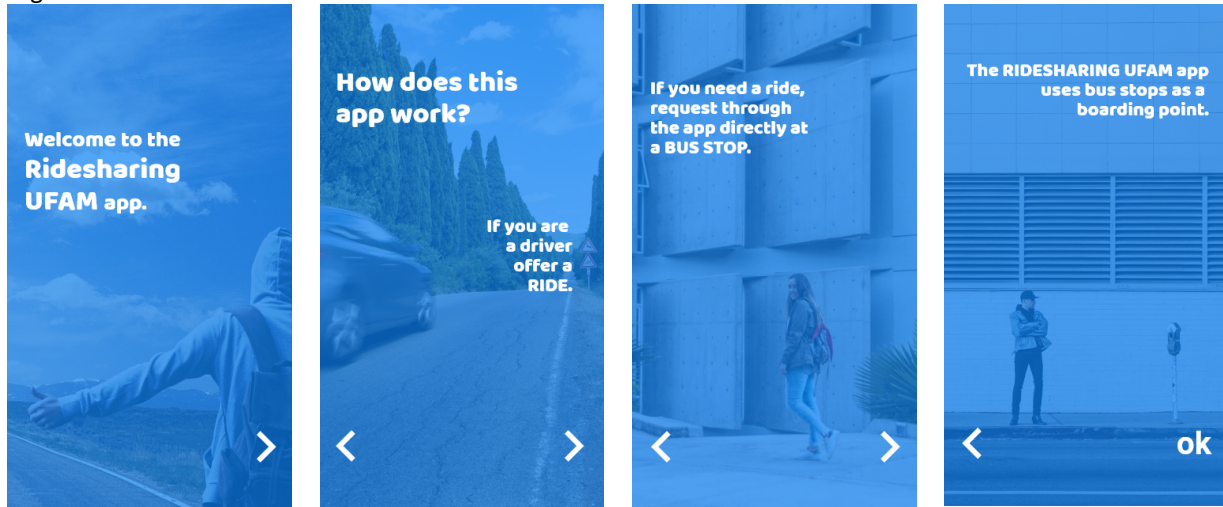 Welcome to the
Ridesharing
UFAM app.
How does this
app work?
If you are
a driver
offer a
RIDE.
If you need a ride,
request through
the app directly at
a BUS STOP.
The RIDESHARING UFAM app
uses bus stops as a
boarding point.
ok